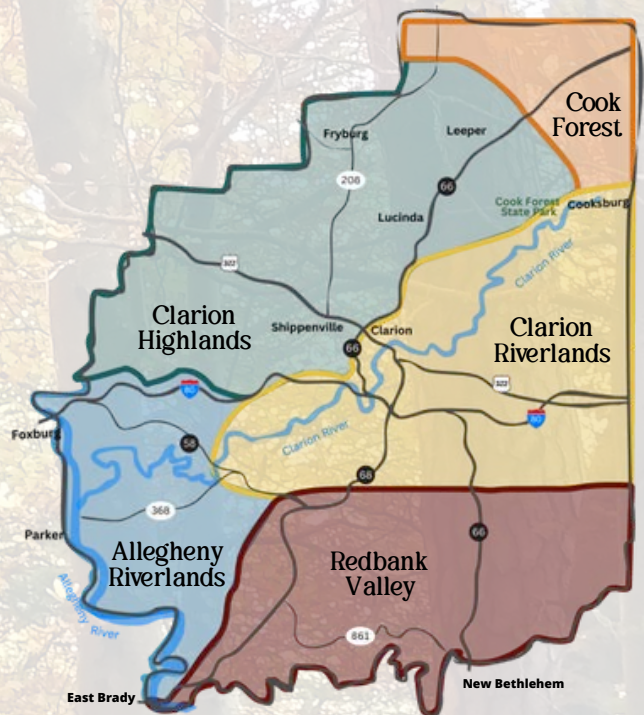 Cook
Forest
Fryburg
Leeper
208
66
Cook Forest
State Park
Cooksburg
Lucinda
Clarion River
322
Clarion
Highlands
Shippenville
Clarion
66
Clarion
Riverlands
322
80
80
Foxburg
58
Clarion River
68
368
Parker
66
Allegheny
Riverlands
Redbank
Valley
Allegheny River
861
East Brady
New Bethlehem